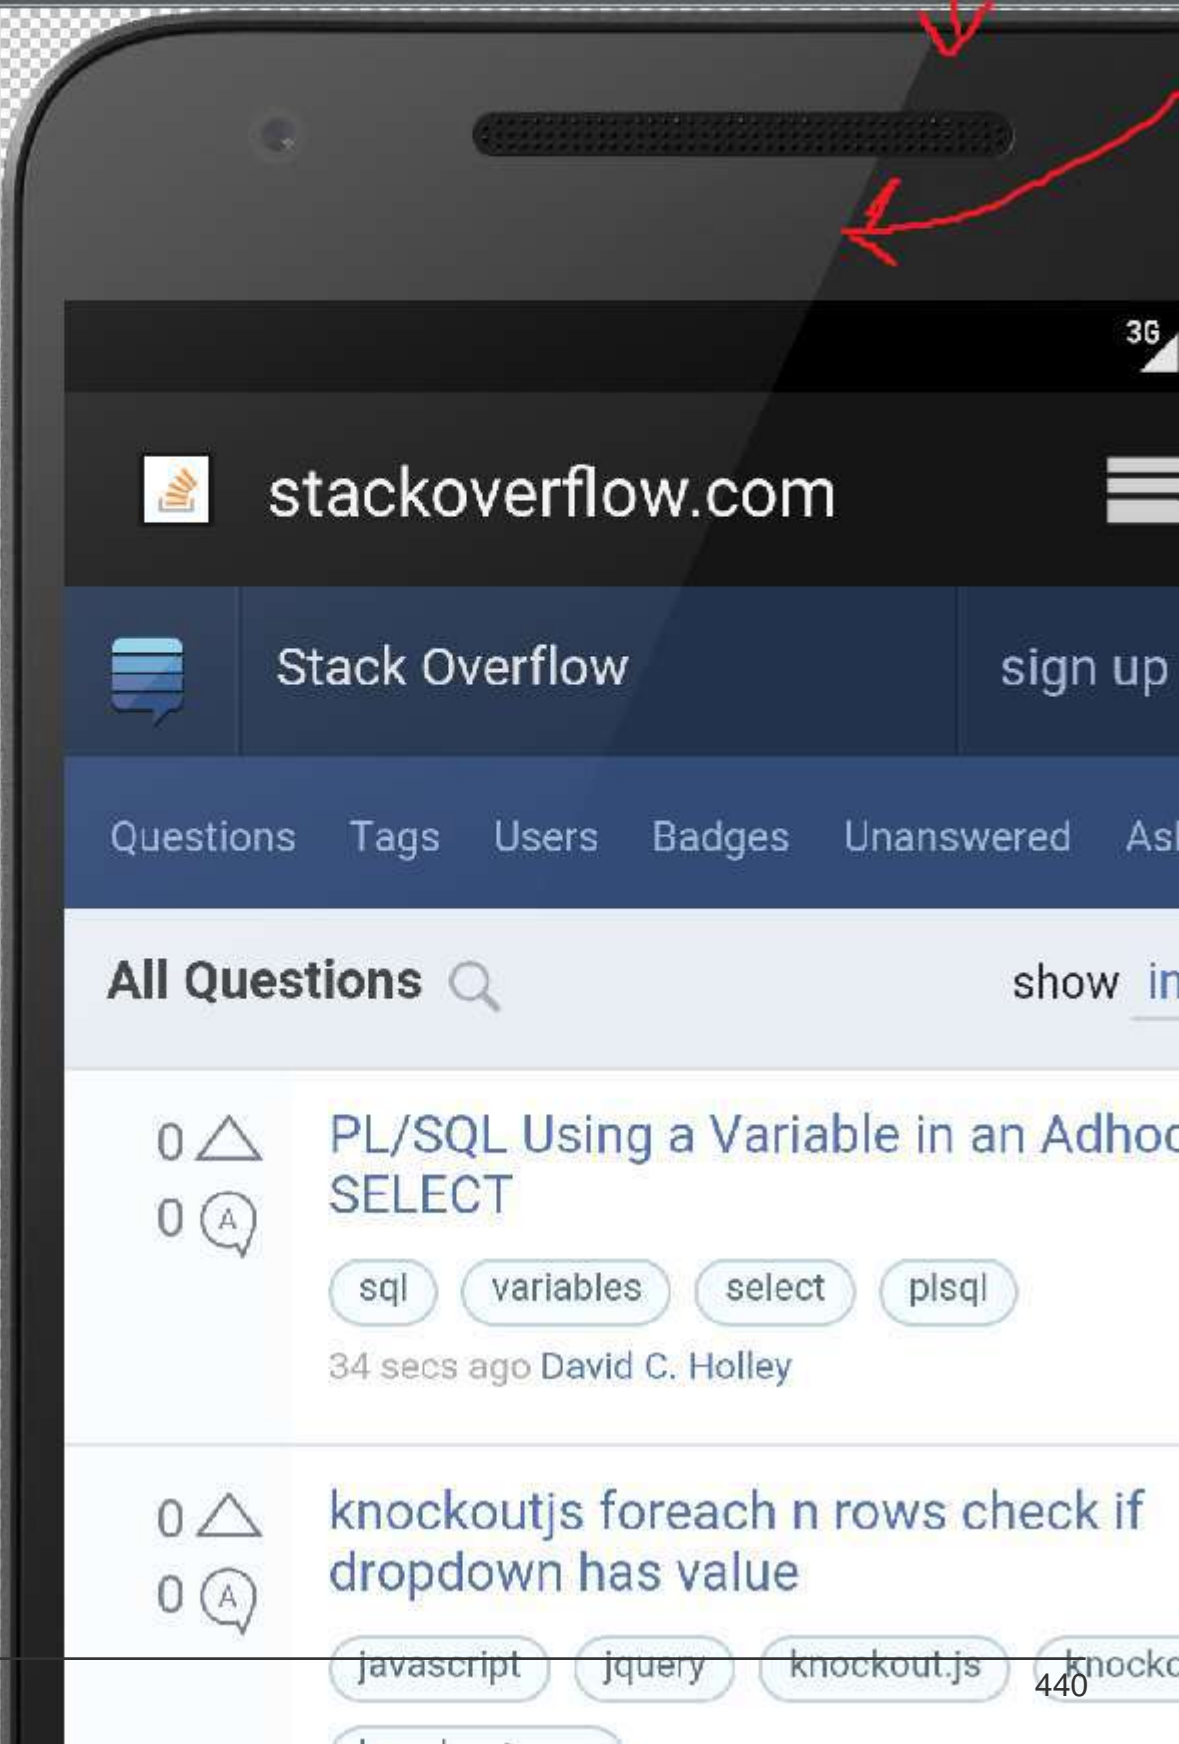 3G
stackoverflow.com
Stack Overflow sign up
Questions Tags Users Badges Unanswered
All Questions show
0 PL/SQL Using a Variable in an
SELECT
0 A
sql variables select plsql
34 secs ago David C. Holley
0 knockoutjs foreach n rows check if
dropdown has value
0 A
javascript jquery knockout.js
440